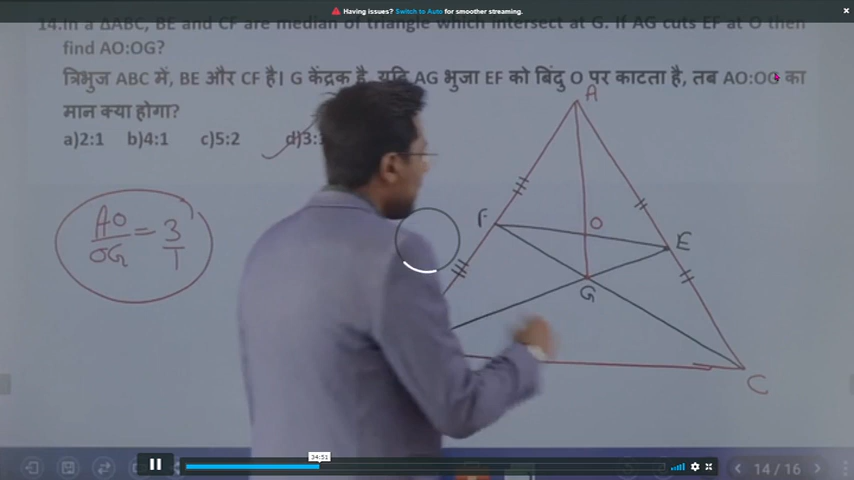 Having issues? Switch to Auto for smoother streaming.
14.In a ΔABC, BE and CF are median of triangle which intersect at G. If AG cuts EF at O then
find AO:OG?
त्रिभुज ABC में, BE और CF है। G केंद्रक है, यदि AG भुजा EF को बिंदु O पर काटता है, तब AO:OG का
मान क्या होगा?
a)2:1 b)4:1 c)5:2 d)3:
A
F
O
E
G
C
AO/OG = 3/1
34:51
14 / 16